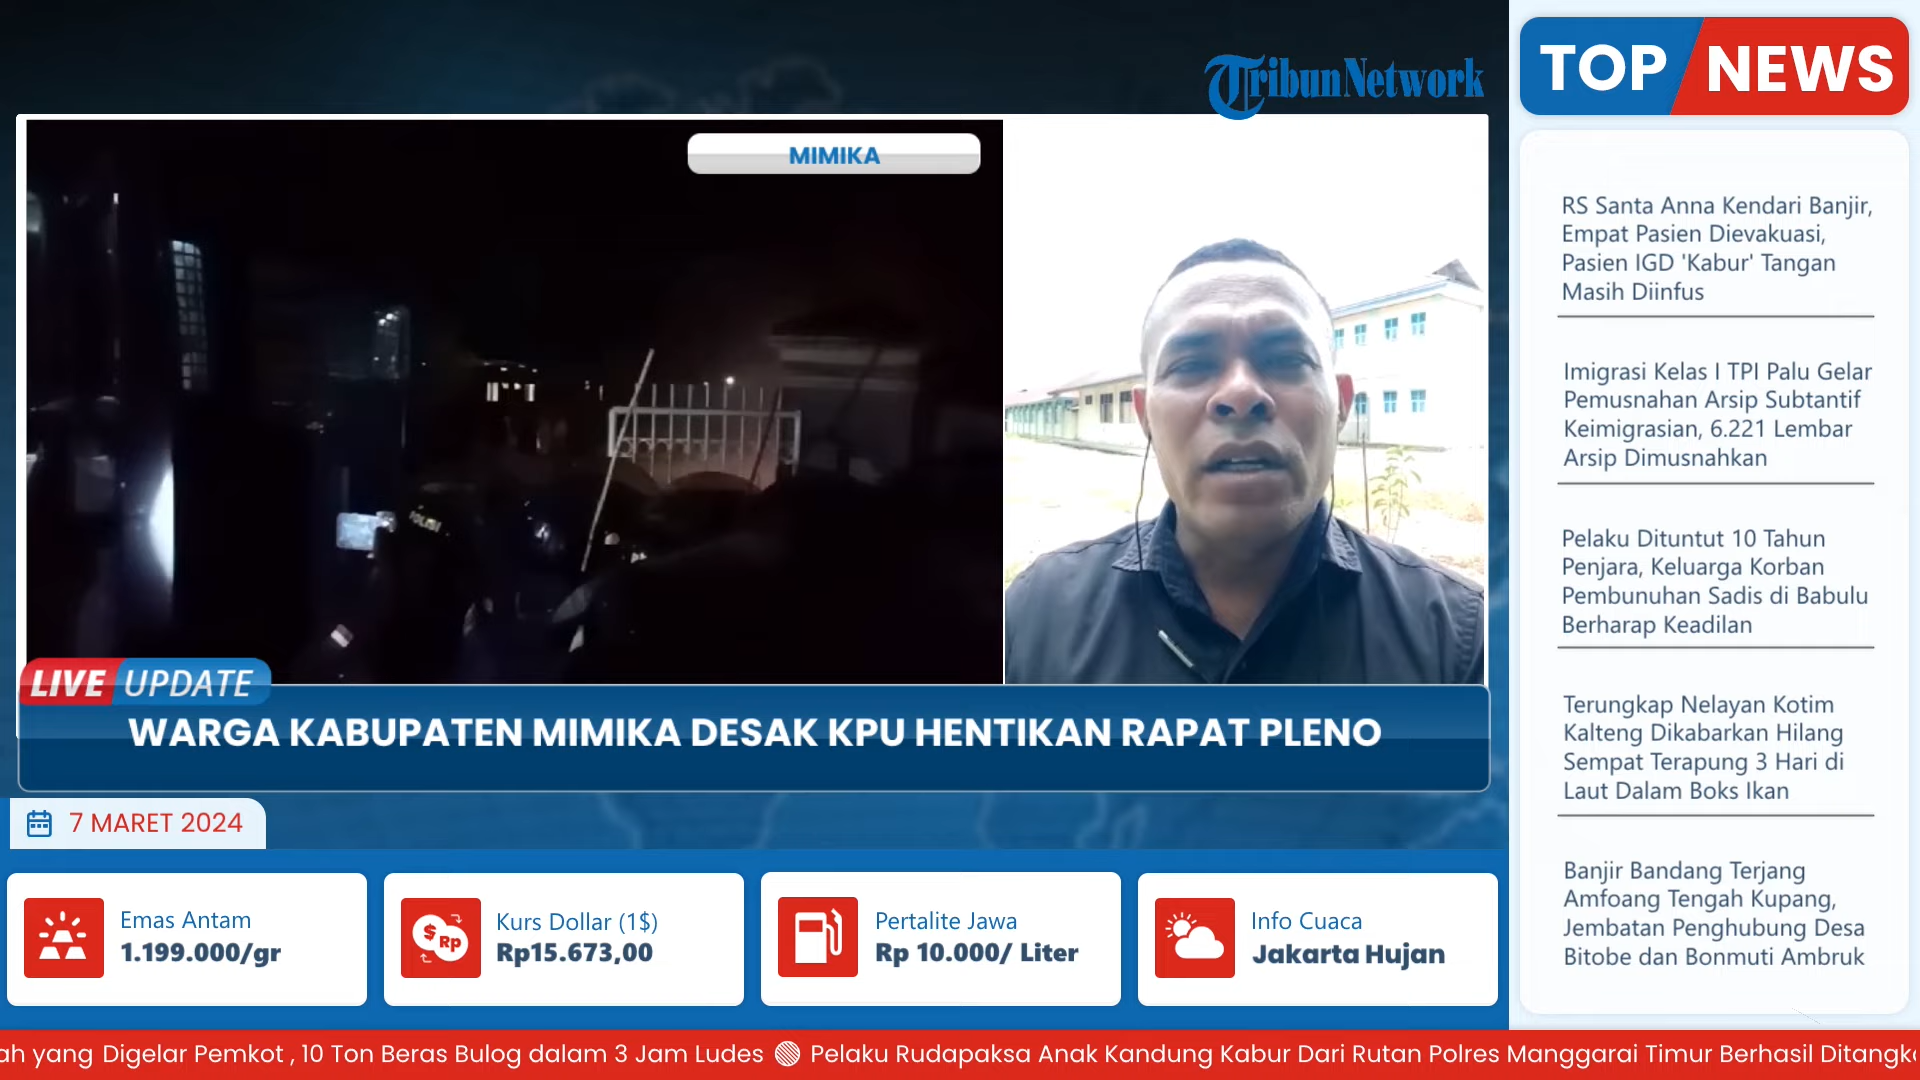 TribunNetwork
TOP NEWS
MIMIKA
POLISI
RS Santa Anna Kendari Banjir,
Empat Pasien Dievakuasi,
Pasien IGD 'Kabur' Tangan
Masih Diinfus
Imigrasi Kelas I TPI Palu Gelar
Pemusnahan Arsip Subtantif
Keimigrasian, 6.221 Lembar
Arsip Dimusnahkan
Pelaku Dituntut 10 Tahun
Penjara, Keluarga Korban
Pembunuhan Sadis di Babulu
Berharap Keadilan
Terungkap Nelayan Kotim
Kalteng Dikabarkan Hilang
Sempat Terapung 3 Hari di
Laut Dalam Boks Ikan
Banjir Bandang Terjang
Amfoang Tengah Kupang,
Jembatan Penghubung Desa
Bitobe dan Bonmuti Ambruk
LIVE UPDATE
WARGA KABUPATEN MIMIKA DESAK KPU HENTIKAN RAPAT PLENO
7 MARET 2024
Emas Antam
1.199.000/gr
$ Rp
Kurs Dollar (1$)
Rp15.673,00
Pertalite Jawa
Rp 10.000/ Liter
Info Cuaca
Jakarta Hujan
ah yang Digelar Pemkot , 10 Ton Beras Bulog dalam 3 Jam Ludes Pelaku Rudapaksa Anak Kandung Kabur Dari Rutan Polres Manggarai Timur Berhasil Ditangk